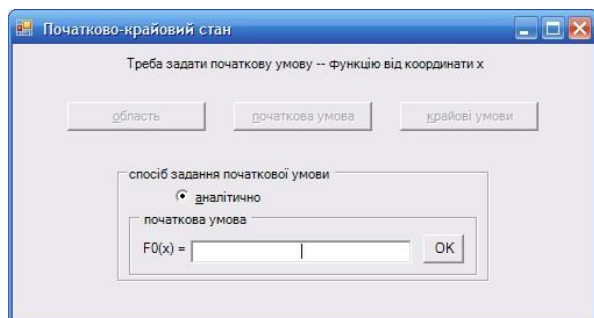 Початково-крайовий стан
Треба задати початкову умову -- функцію від координати x
область початкова умова крайові умови
спосіб задання початкової умови
аналітично
початкова умова
F0(x) = OK